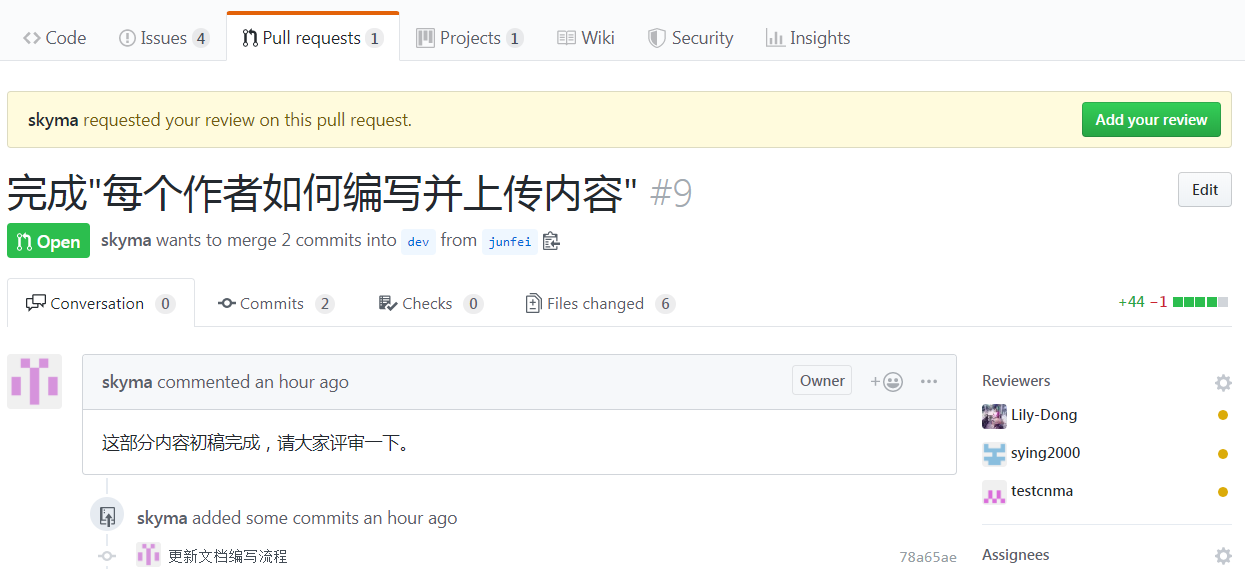 Code Issues 4 Pull requests 1 Projects 1 Wiki Security Insights
skyma requested your review on this pull request. Add your review
完成"每个作者如何编写并上传内容" #9 Edit
Open skyma wants to merge 2 commits into dev from junfei
Conversation 0 Commits 2 Checks 0 Files changed 6 +44 −1
skyma commented an hour ago Owner + ...
这部分内容初稿完成，请大家评审一下。
Reviewers
Lily-Dong
sying2000
testcnma
skyma added some commits an hour ago
更新文档编写流程 78a65ae
Assignees